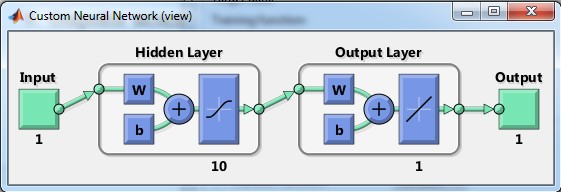 Custom Neural Network (view)
Hidden Layer
Output Layer
Input
W
b
+
W
b
+
Output
1
10
1
1